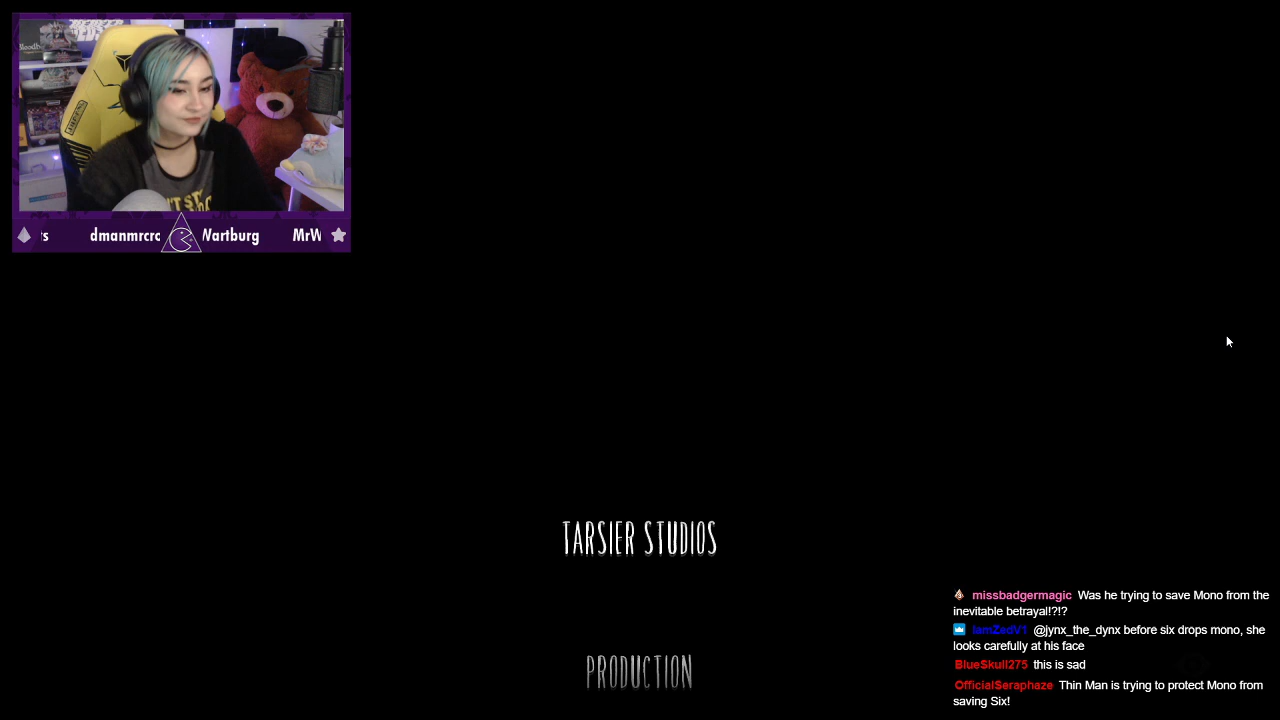 dmanmrcrc
Wartburg
MrW
TARSIER STUDIOS
PRODUCTION
missbadgermagic Was he trying to save Mono from the
inevitable betrayal!?!?
IamZedV1 @jynx_the_dynx before six drops mono, she
looks carefully at his face
BlueSkull275 this is sad
OfficialSeraphaze Thin Man is trying to protect Mono from
saving Six!